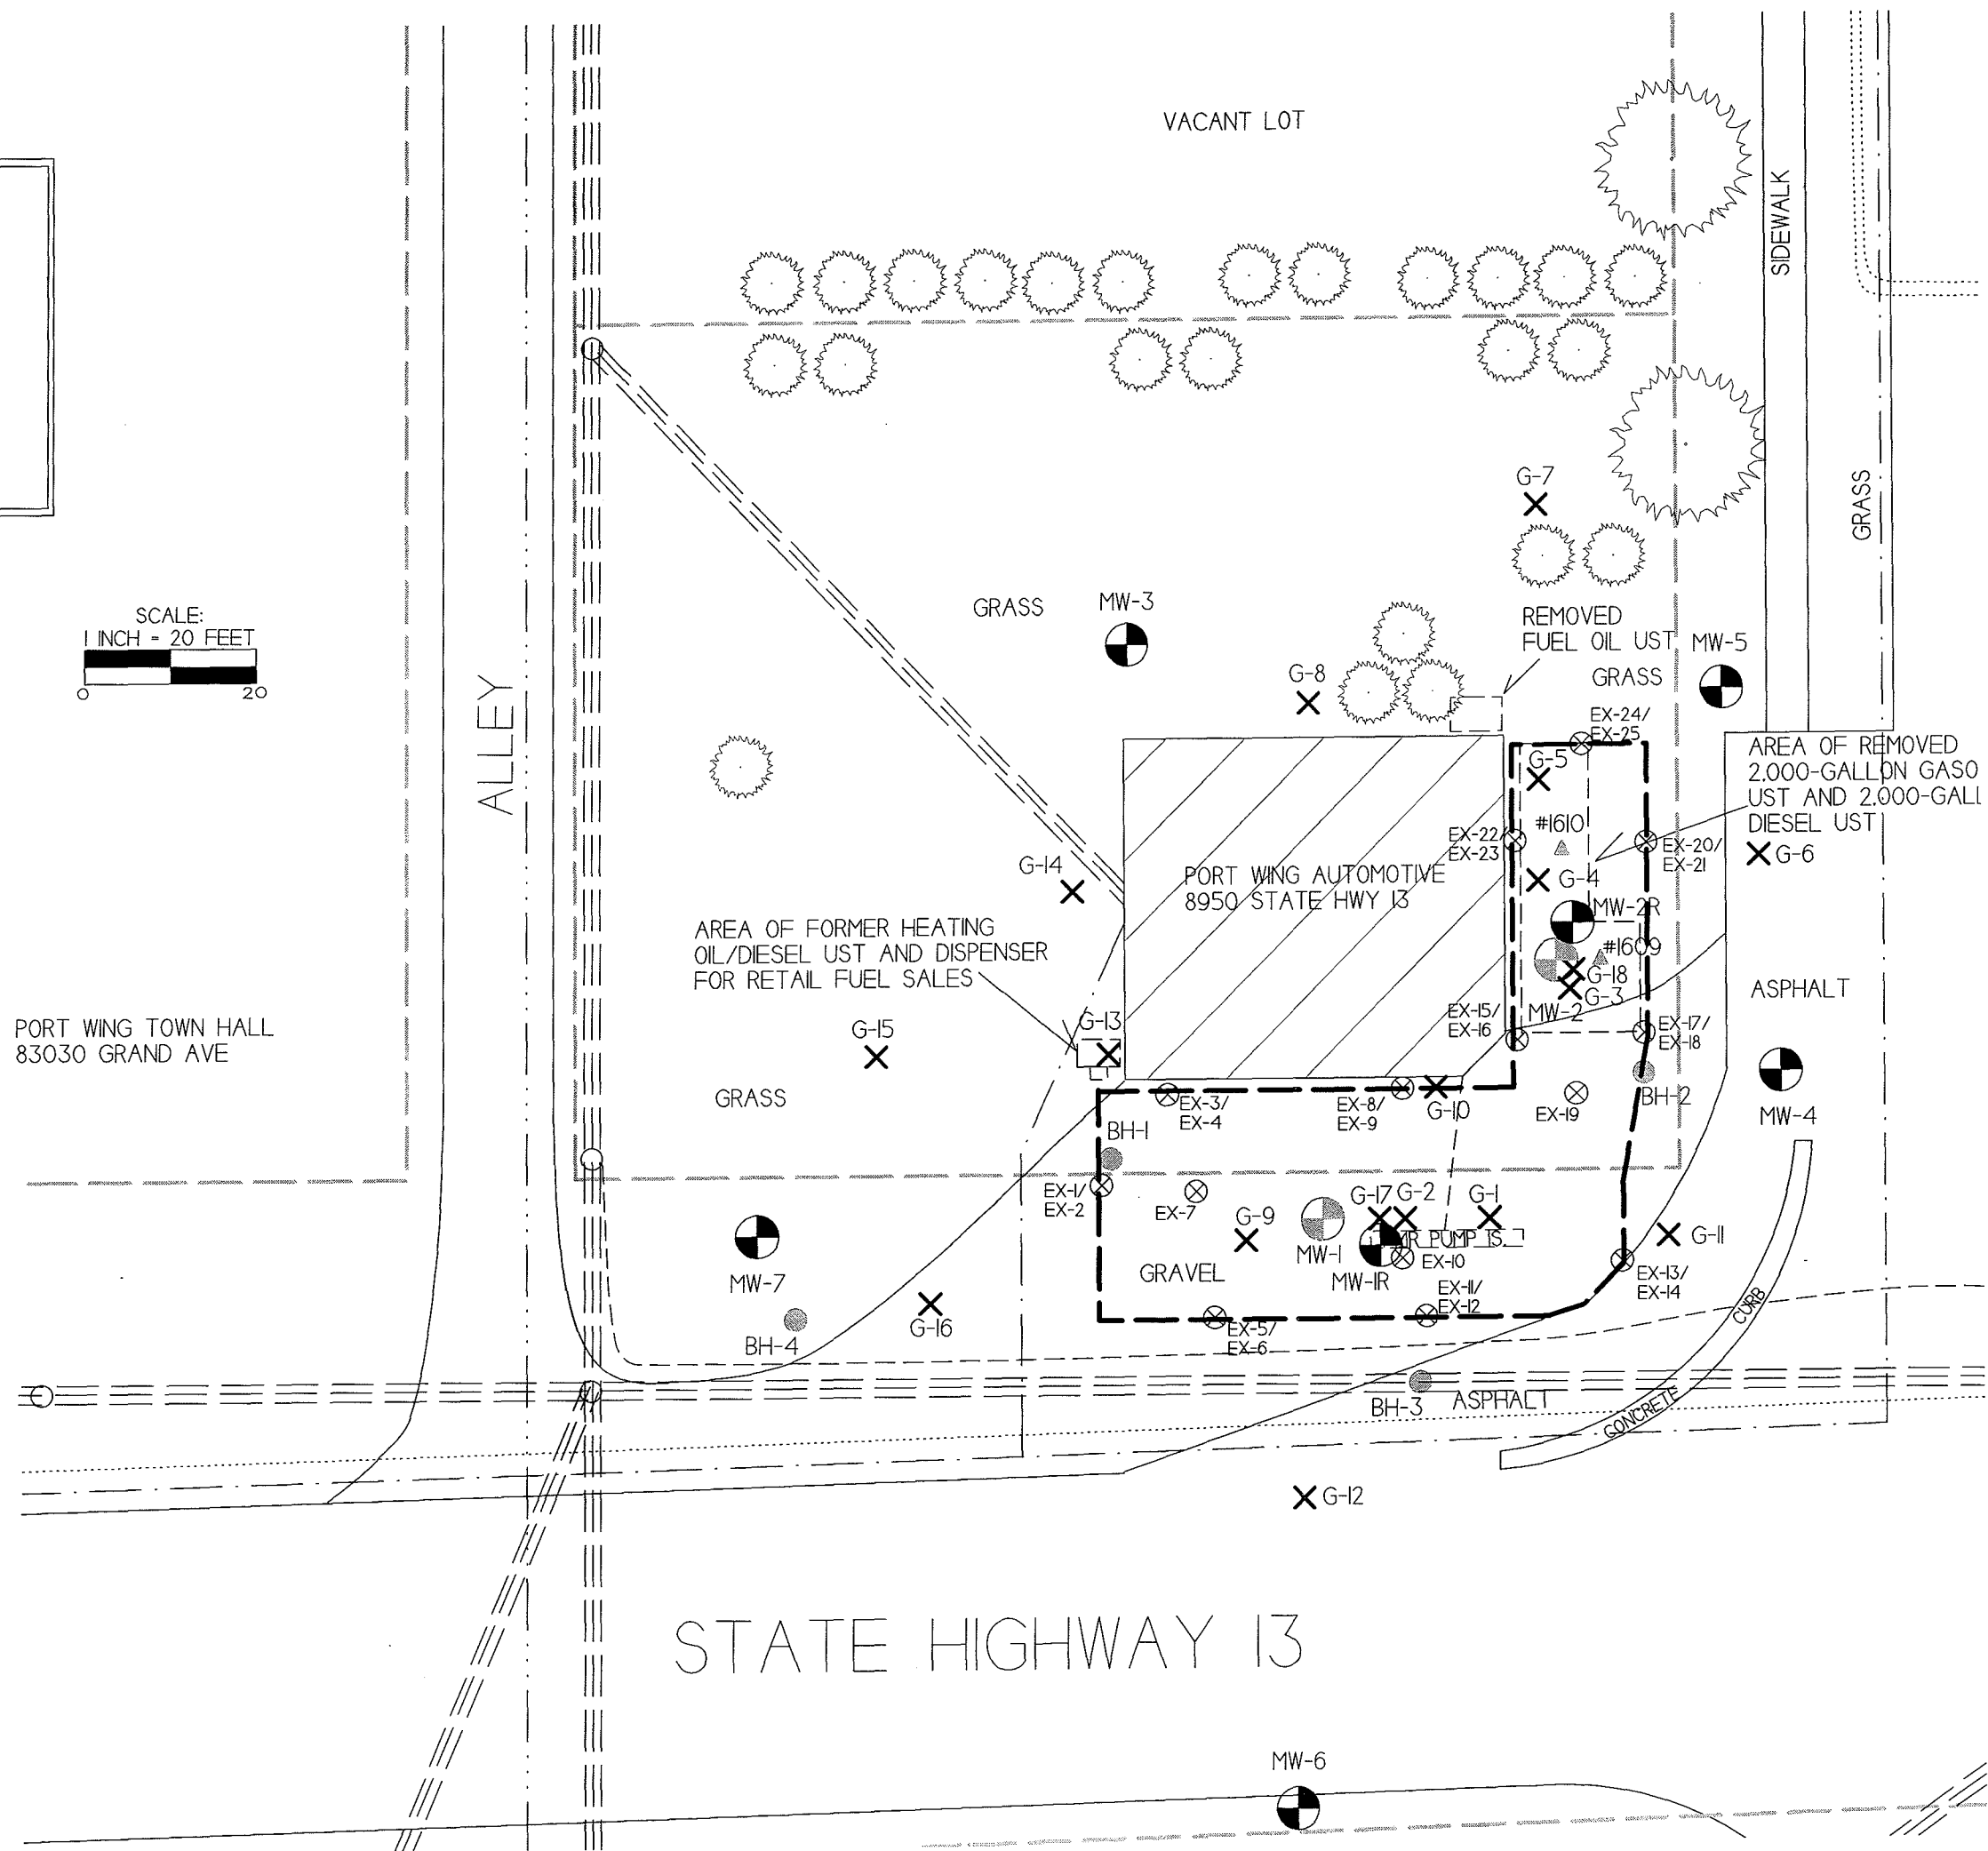 VACANT LOT
SIDEWALK
GRASS
G-7
SCALE:
1 INCH = 20 FEET
0
20
ALLEY
GRASS
MW-3
REMOVED
FUEL OIL UST
MW-5
GRASS
G-8
EX-24/
EX-25
AREA OF REMOVED
2,000-GALLON GASO
UST AND 2,000-GALL
DIESEL UST
G-5
#1610
EX-22/
EX-23
EX-20/
EX-21
G-6
G-14
PORT WING AUTOMOTIVE
8950 STATE HWY 13
G-4
MW-2R
AREA OF FORMER HEATING
OIL/DIESEL UST AND DISPENSER
FOR RETAIL FUEL SALES
#1609
G-18
G-3
ASPHALT
MW-2
EX-15/
EX-16
EX-17/
EX-18
PORT WING TOWN HALL
83030 GRAND AVE
G-15
G-13
GRASS
EX-3/
EX-4
EX-8/
EX-9
G-10
EX-19
BH-2
MW-4
BH-1
EX-1/
EX-2
EX-7
G-9
G-17
G-2
G-1
MW-1
MR PUMP IS.
G-11
MW-7
GRAVEL
MW-1R
EX-10
EX-13/
EX-14
EX-11/
EX-12
G-16
EX-5/
EX-6
BH-4
CURB
BH-3
ASPHALT
CONCRETE
G-12
STATE HIGHWAY 13
MW-6